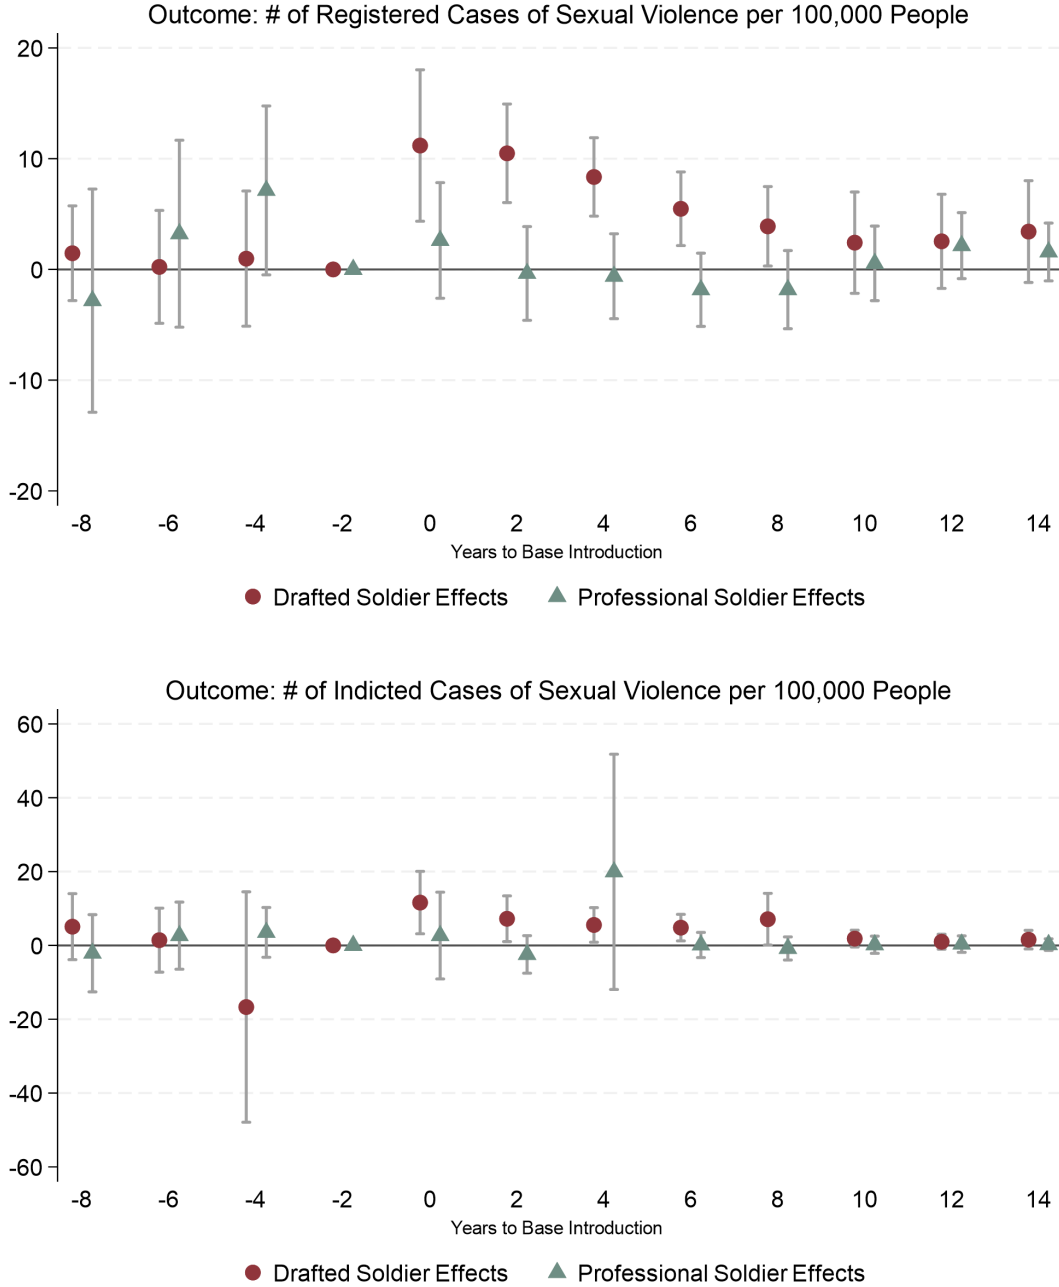 Outcome: # of Registered Cases of Sexual Violence per 100,000 People
20
10
0
-10
-20
-8 -6 -4 -2 0 2 4 6 8 10 12 14
Years to Base Introduction
Drafted Soldier Effects Professional Soldier Effects
Outcome: # of Indicted Cases of Sexual Violence per 100,000 People
60
40
20
0
-20
-40
-60
-8 -6 -4 -2 0 2 4 6 8 10 12 14
Years to Base Introduction
Drafted Soldier Effects Professional Soldier Effects